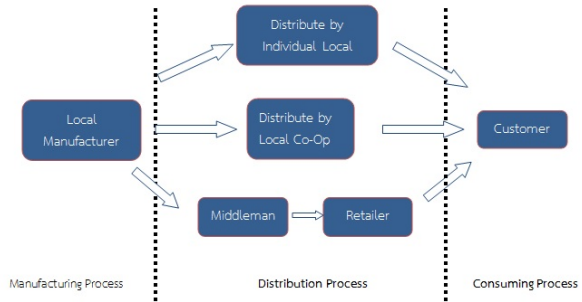 Distribute by
Individual Local
Local
Manufacturer
Distribute by
Local Co-Op
Customer
Middleman
Retailer
Manufacturing Process
Distribution Process
Consuming Process